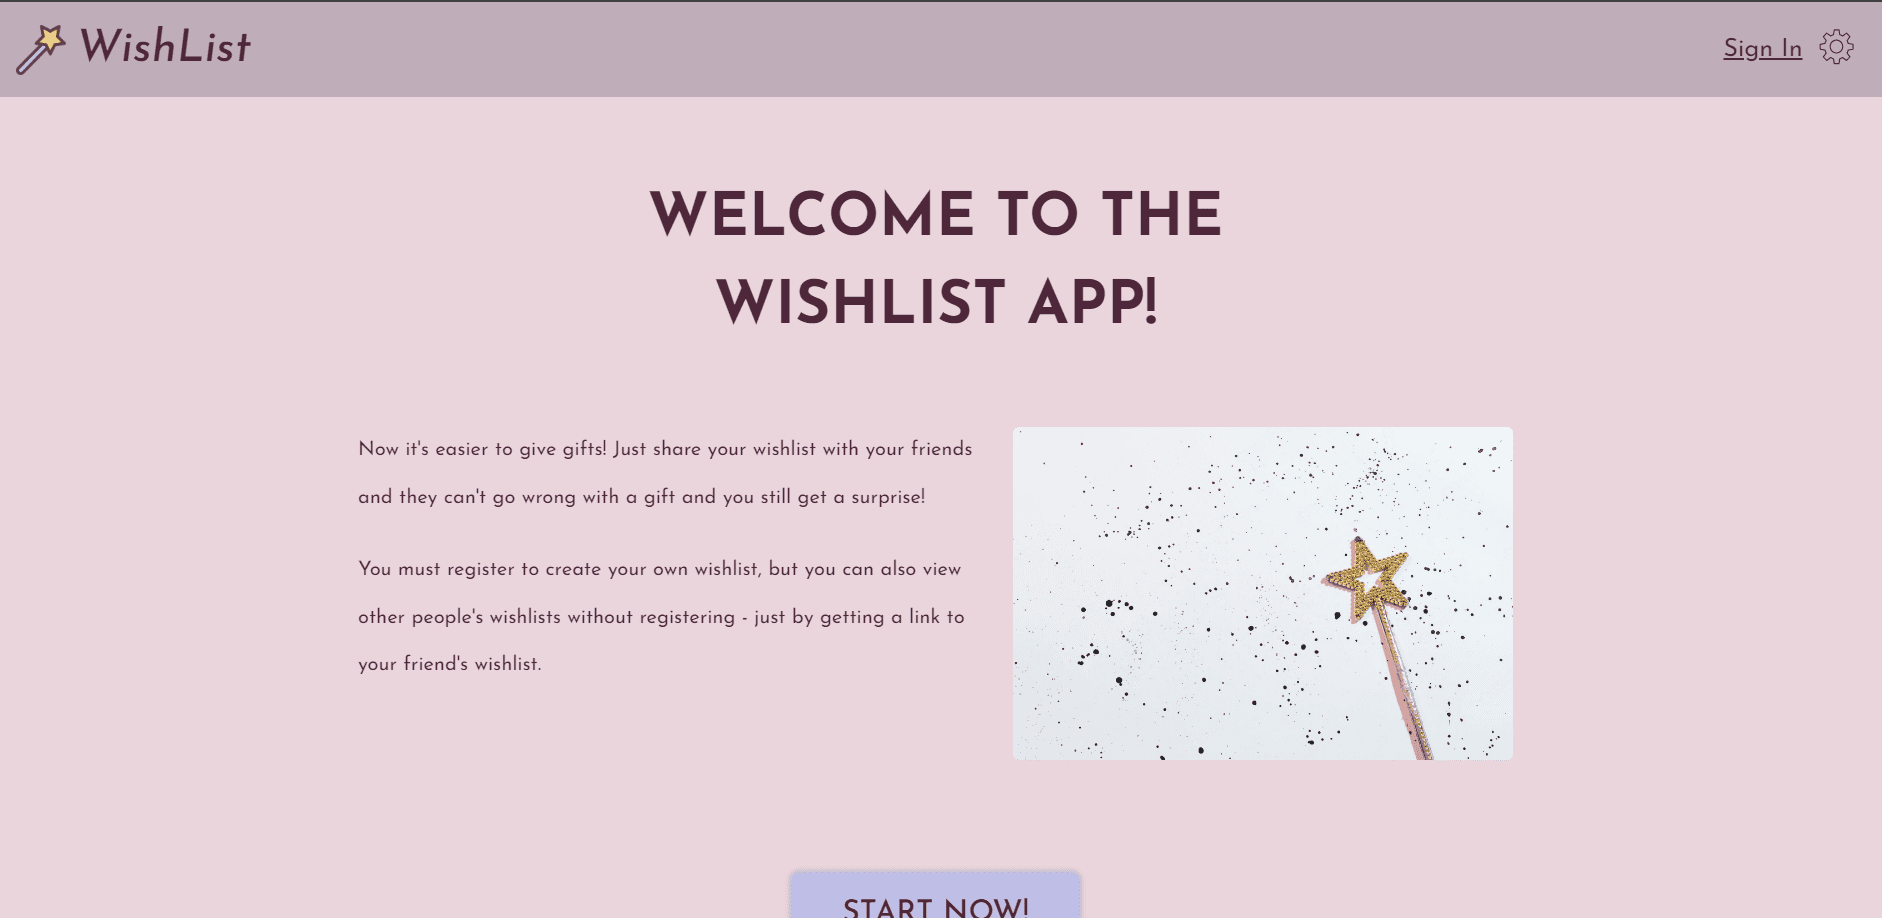 WishList
Sign In
WELCOME TO THE
WISHLIST APP!
Now it's easier to give gifts! Just share your wishlist with your friends
and they can't go wrong with a gift and you still get a surprise!
You must register to create your own wishlist, but you can also view
other people's wishlists without registering - just by getting a link to
your friend's wishlist.
START NOW!